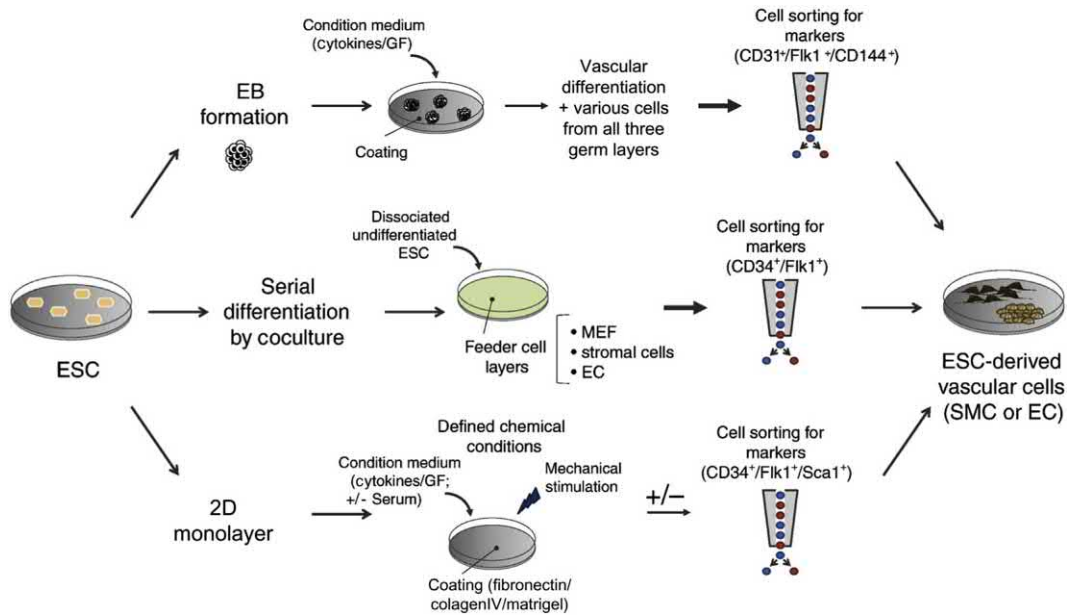 Condition medium
(cytokines/GF)
EB
formation
Coating
Vascular
differentiation
+ various cells
from all three
germ layers
Cell sorting for
markers
(CD31⁺/Flk1 ⁺/CD144⁺)
ESC
Serial
differentiation
by coculture
Dissociated
undifferentiated
ESC
Feeder cell
layers
• MEF
• stromal cells
• EC
Cell sorting for
markers
(CD34⁺/Flk1⁺)
ESC-derived
vascular cells
(SMC or EC)
2D
monolayer
Defined chemical
conditions
Condition medium
(cytokines/GF;
+/- Serum)
Mechanical
stimulation
Coating (fibronectin/
colagenIV/matrigel)
+/−
Cell sorting for
markers
(CD34⁺/Flk1⁺/Sca1⁺)